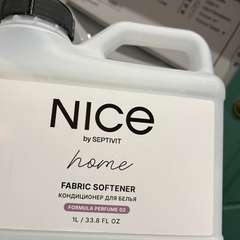 NICE
by SEPTIVIT
home
FABRIC SOFTENER
КОНДИЦИОНЕР ДЛЯ БЕЛЬЯ
FORMULA PERFUME 02
1L / 33.8 FL OZ